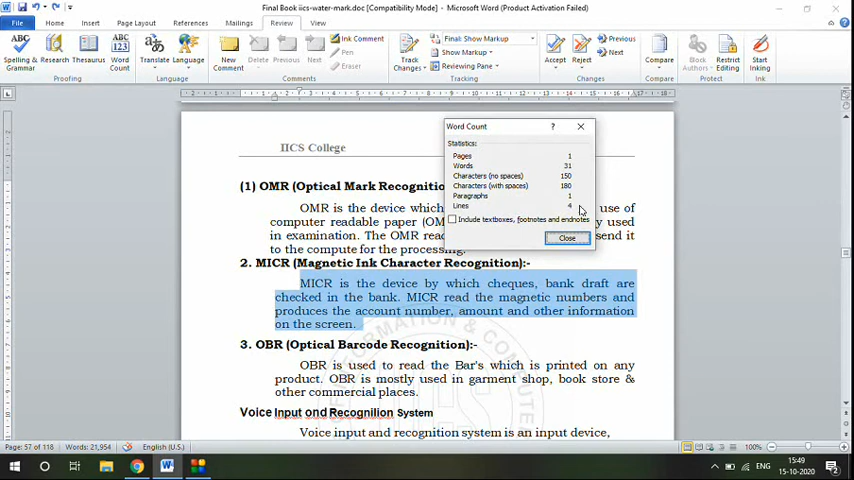 Final Book iics-water-mark.doc [Compatibility Mode] - Microsoft Word (Product Activation Failed)
File Home Insert Page Layout References Mailings Review View
Spelling & Grammar
Research
Thesaurus
Word Count
Proofing
Translate
Language
Language
New Comment
Delete
Previous
Next
Ink Comment
Pen
Eraser
Comments
Track Changes
Final: Show Markup
Show Markup
Reviewing Pane
Tracking
Accept
Reject
Previous
Next
Changes
Compare
Compare
Block Authors
Restrict Editing
Protect
Start Inking
Ink
IICS College
Word Count
Statistics:
Pages 1
Words 31
Characters (no spaces) 150
Characters (with spaces) 180
Paragraphs 1
Lines 4
Include textboxes, footnotes and endnotes
Close
(1) OMR (Optical Mark Recognitio
OMR is the device which use of
computer readable paper (OM used
in examination. The OMR read send it
to the compute for the processing.
2. MICR (Magnetic Ink Character Recognition):-
MICR is the device by which cheques, bank draft are
checked in the bank. MICR read the magnetic numbers and
produces the account number, amount and other information
on the screen.
3. OBR (Optical Barcode Recognition):-
OBR is used to read the Bar's which is printed on any
product. OBR is mostly used in garment shop, book store &
other commercial places.
Voice Input ond Recognilion System
Voice input and recognition system is an input device,
Page: 57 of 118 Words: 21,954 English (U.S.) 100%
ENG 15:49
15-10-2020